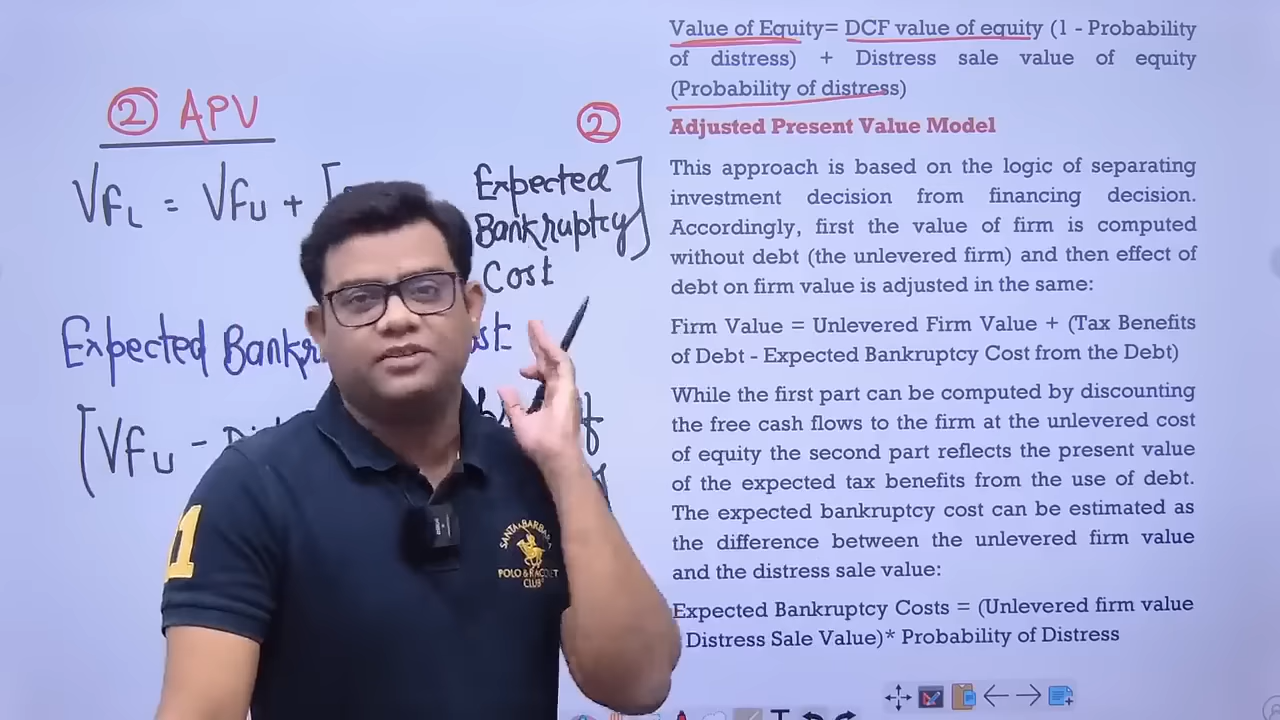 Value of Equity= DCF value of equity (1 - Probability
of distress) + Distress sale value of equity
(Probability of distress)
② APV
②
Adjusted Present Value Model
VFL = VFU + [
Expected
Bankruptcy
Cost
]
This approach is based on the logic of separating
investment decision from financing decision.
Accordingly, first the value of firm is computed
without debt (the unlevered firm) and then effect of
debt on firm value is adjusted in the same:
Expected
Firm Value = Unlevered Firm Value + (Tax Benefits
of Debt - Expected Bankruptcy Cost from the Debt)
[VFU -
While the first part can be computed by discounting
the free cash flows to the firm at the unlevered cost
of equity the second part reflects the present value
of the expected tax benefits from the use of debt.
The expected bankruptcy cost can be estimated as
the difference between the unlevered firm value
and the distress sale value:
Expected Bankruptcy Costs = (Unlevered firm value
Distress Sale Value)* Probability of Distress
1
SANTA BARBARA
POLO & RACQUET
CLUB